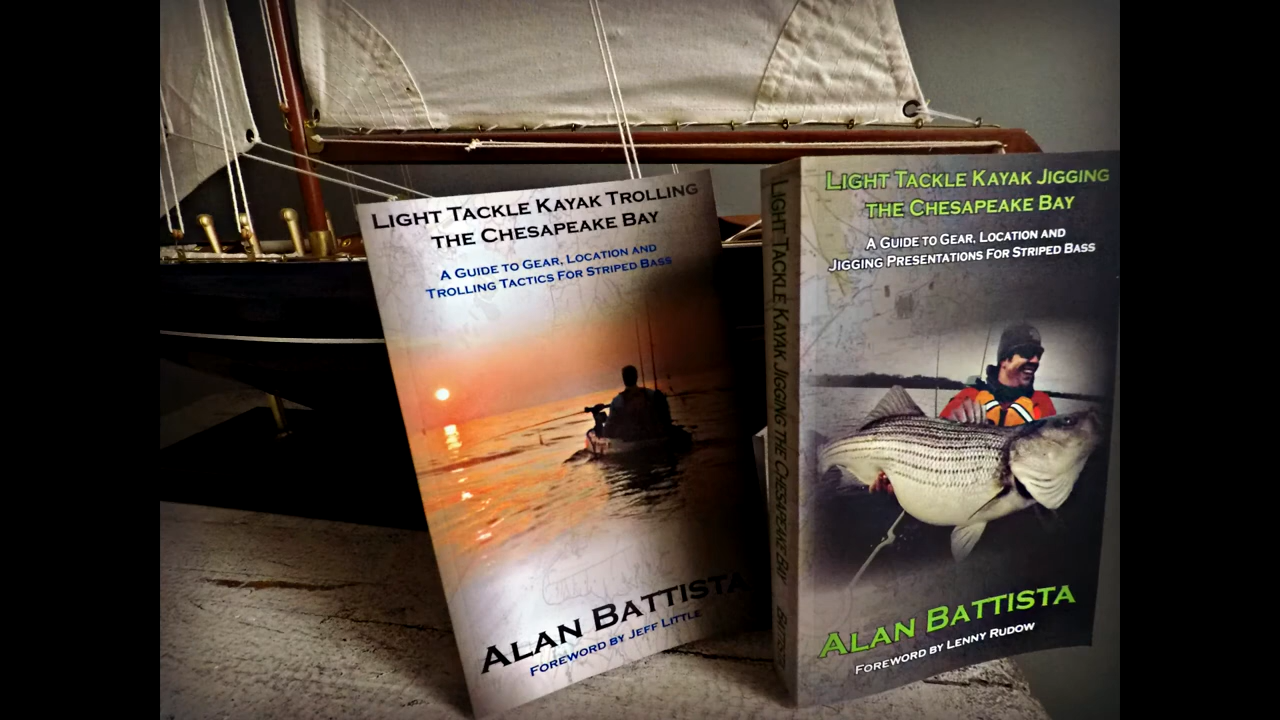 LIGHT TACKLE KAYAK TROLLING
THE CHESAPEAKE BAY
A GUIDE TO GEAR, LOCATION AND
TROLLING TACTICS FOR STRIPED BASS
ALAN BATTISTA
FOREWORD BY JEFF LITTLE
LIGHT TACKLE KAYAK JIGGING THE CHESAPEAKE BAY
LIGHT TACKLE KAYAK JIGGING
THE CHESAPEAKE BAY
A GUIDE TO GEAR, LOCATION AND
JIGGING PRESENTATIONS FOR STRIPED BASS
ALAN BATTISTA
FOREWORD BY LENNY RUDOW